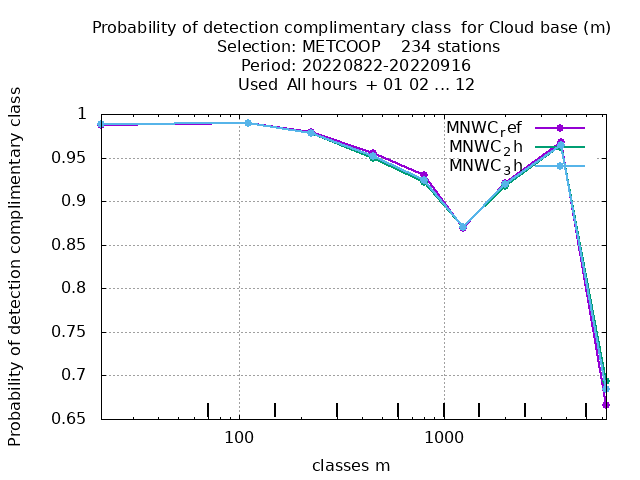 Probability of detection complimentary class  for Cloud base (m)
Selection: METCOOP    234 stations
Period: 20220822-20220916
Used  All hours  + 01 02 ... 12
Probability of detection complimentary class
1
0.95
0.9
0.85
0.8
0.75
0.7
0.65
MNWC_ref
MNWC_2h
MNWC_3h
100
1000
classes m